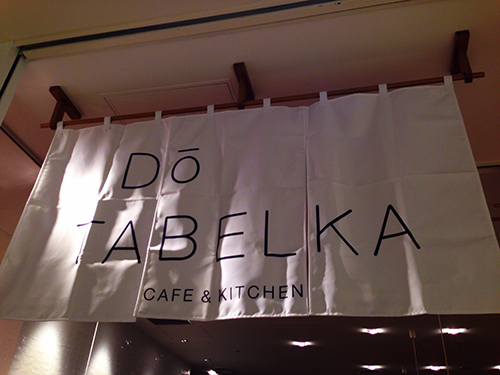 Dō
TABELKA
CAFE & KITCHEN